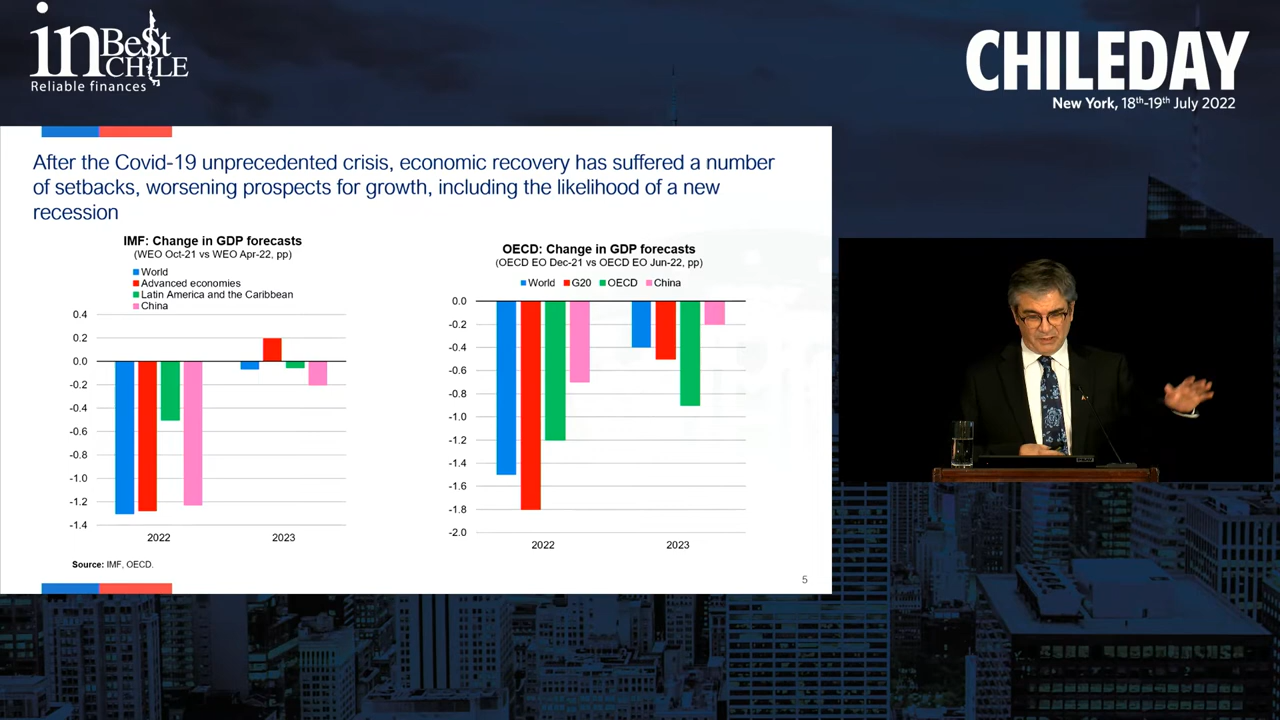 inBe$t
CHILE
Reliable finances
CHILEDAY
New York, 18th-19th July 2022
After the Covid-19 unprecedented crisis, economic recovery has suffered a number
of setbacks, worsening prospects for growth, including the likelihood of a new
recession
IMF: Change in GDP forecasts
(WEO Oct-21 vs WEO Apr-22, pp)
World
Advanced economies
Latin America and the Caribbean
China
0.4
0.2
0.0
-0.2
-0.4
-0.6
-0.8
-1.0
-1.2
-1.4
2022 2023
OECD: Change in GDP forecasts
(OECD EO Dec-21 vs OECD EO Jun-22, pp)
World G20 OECD China
0.0
-0.2
-0.4
-0.6
-0.8
-1.0
-1.2
-1.4
-1.6
-1.8
-2.0
2022 2023
Source: IMF, OECD.
5